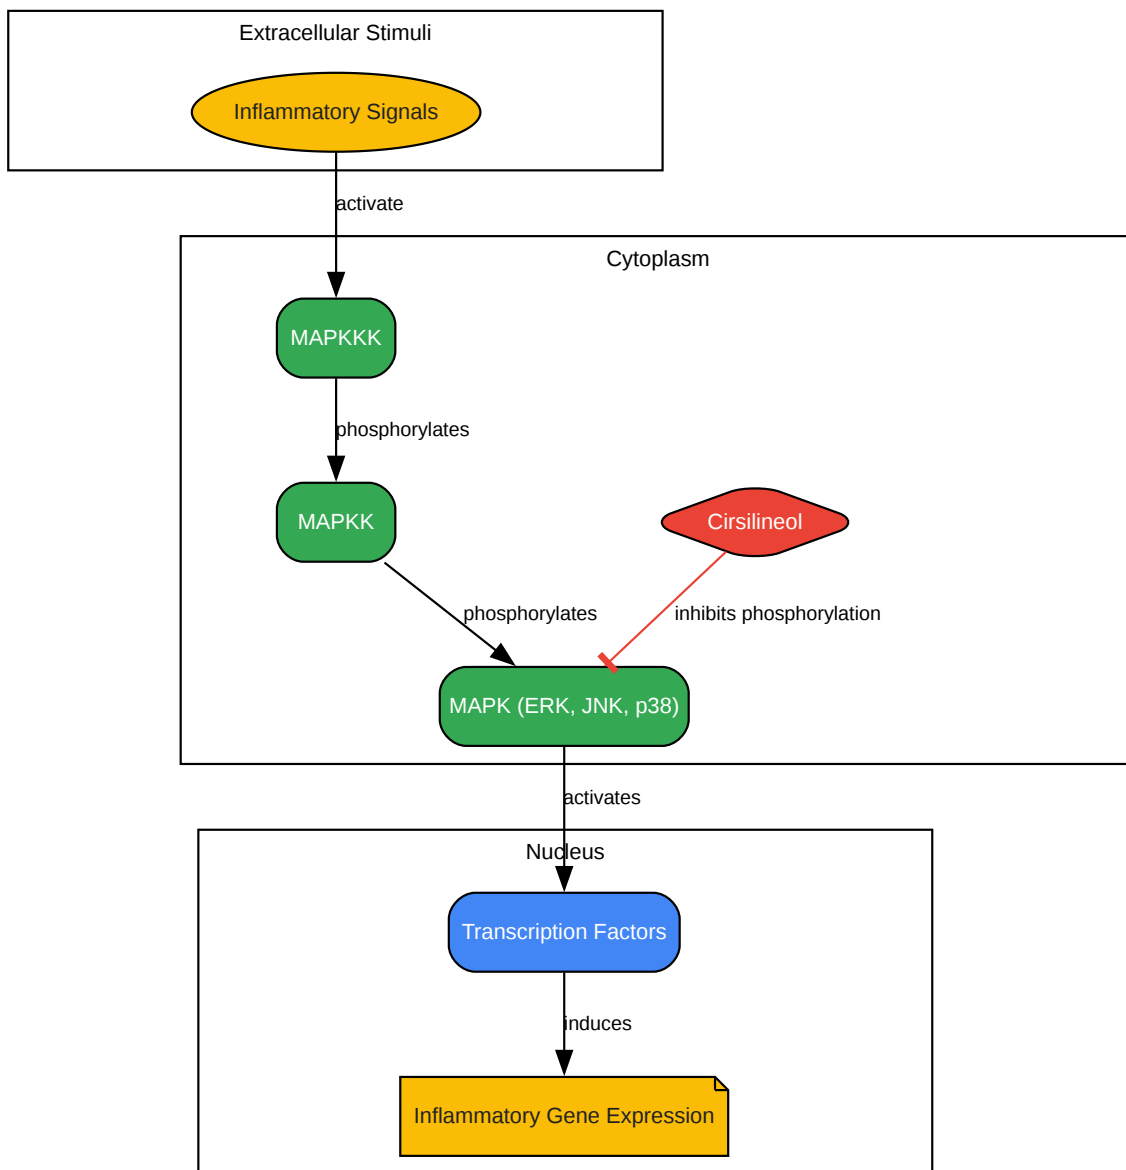 Extracellular Stimuli
Inflammatory Signals
activate
Cytoplasm
MAPKKK
phosphorylates
MAPKK
Cirsilineol
phosphorylates
inhibits phosphorylation
MAPK (ERK, JNK, p38)
activates
Nucleus
Transcription Factors
induces
Inflammatory Gene Expression